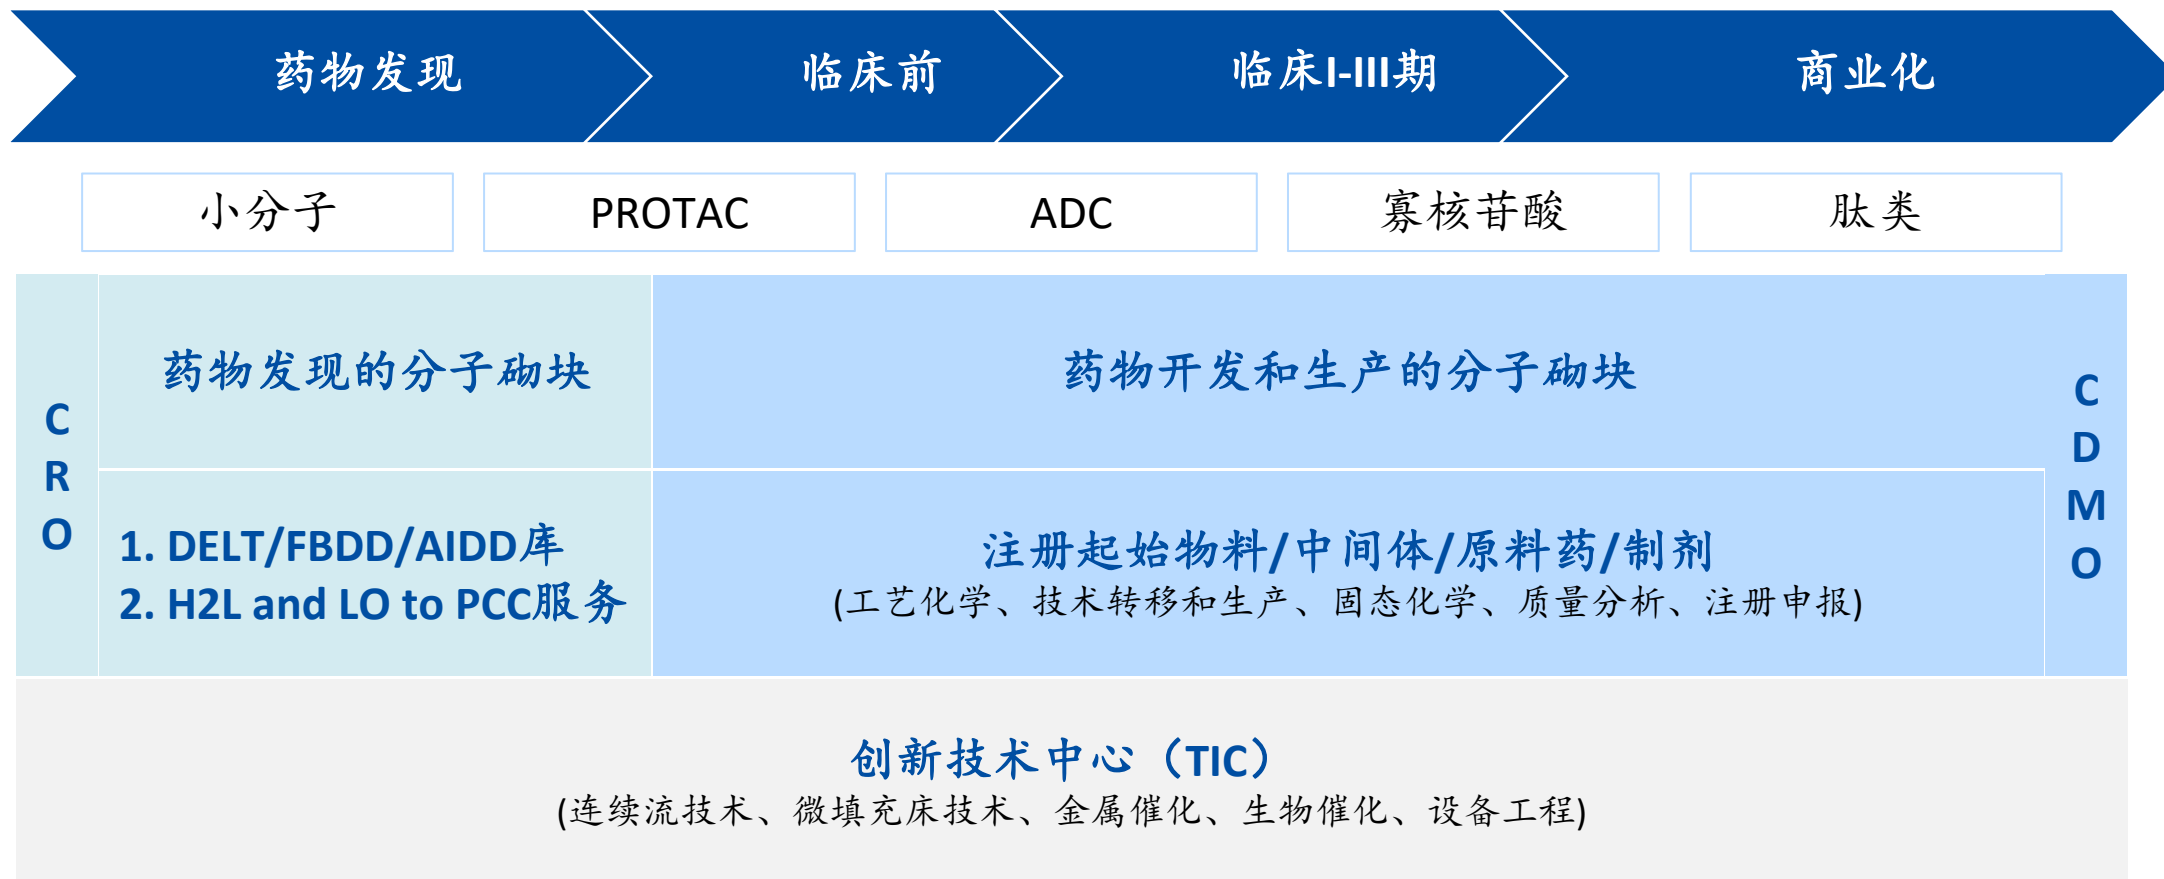 药物发现
临床前
临床I-III期
商业化
小分子
PROTAC
ADC
寡核苷酸
肽类
CRO
药物发现的分子砌块
药物开发和生产的分子砌块
CDMO
1. DELT/FBDD/AIDD库
2. H2L and LO to PCC服务
注册起始物料/中间体/原料药/制剂
(工艺化学、技术转移和生产、固态化学、质量分析、注册申报)
创新技术中心（TIC）
(连续流技术、微填充床技术、金属催化、生物催化、设备工程)